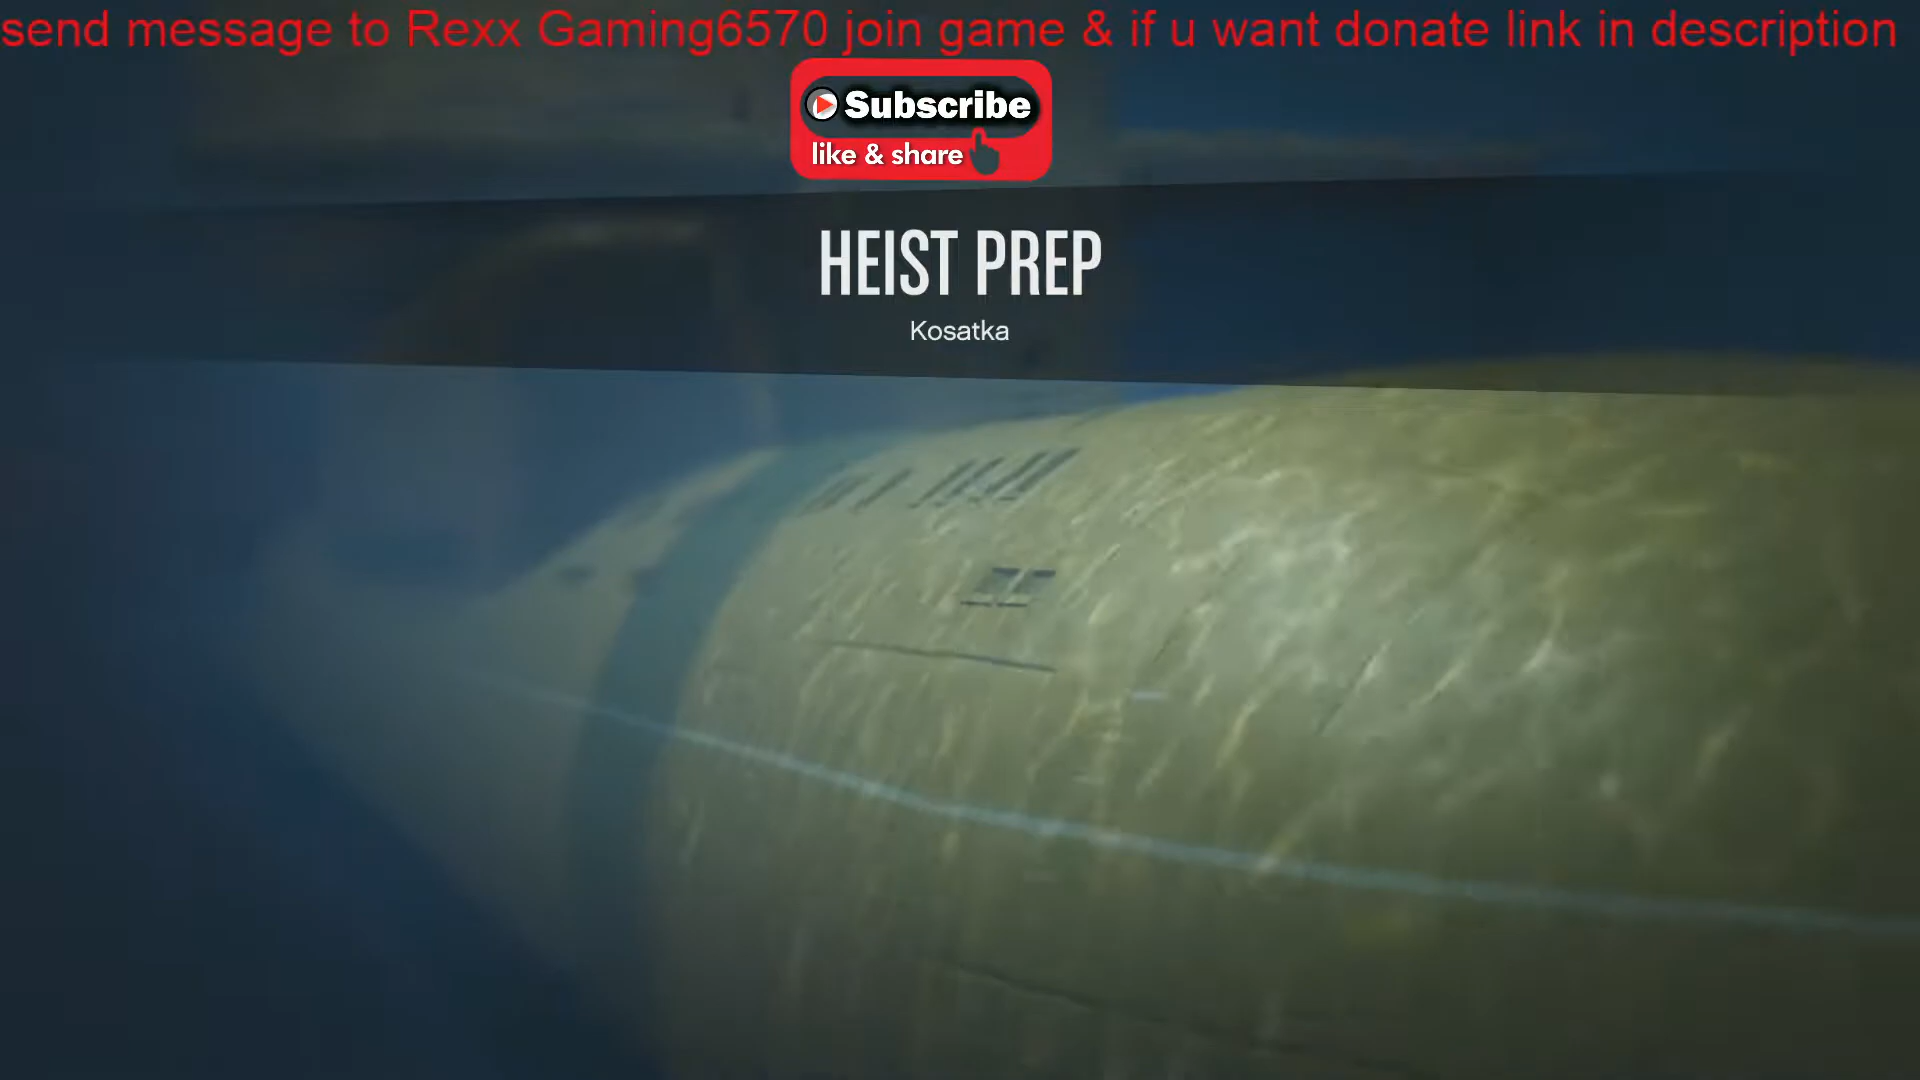 send message to Rexx Gaming6570 join game & if u want donate link in description
Subscribe
like & share
HEIST PREP
Kosatka